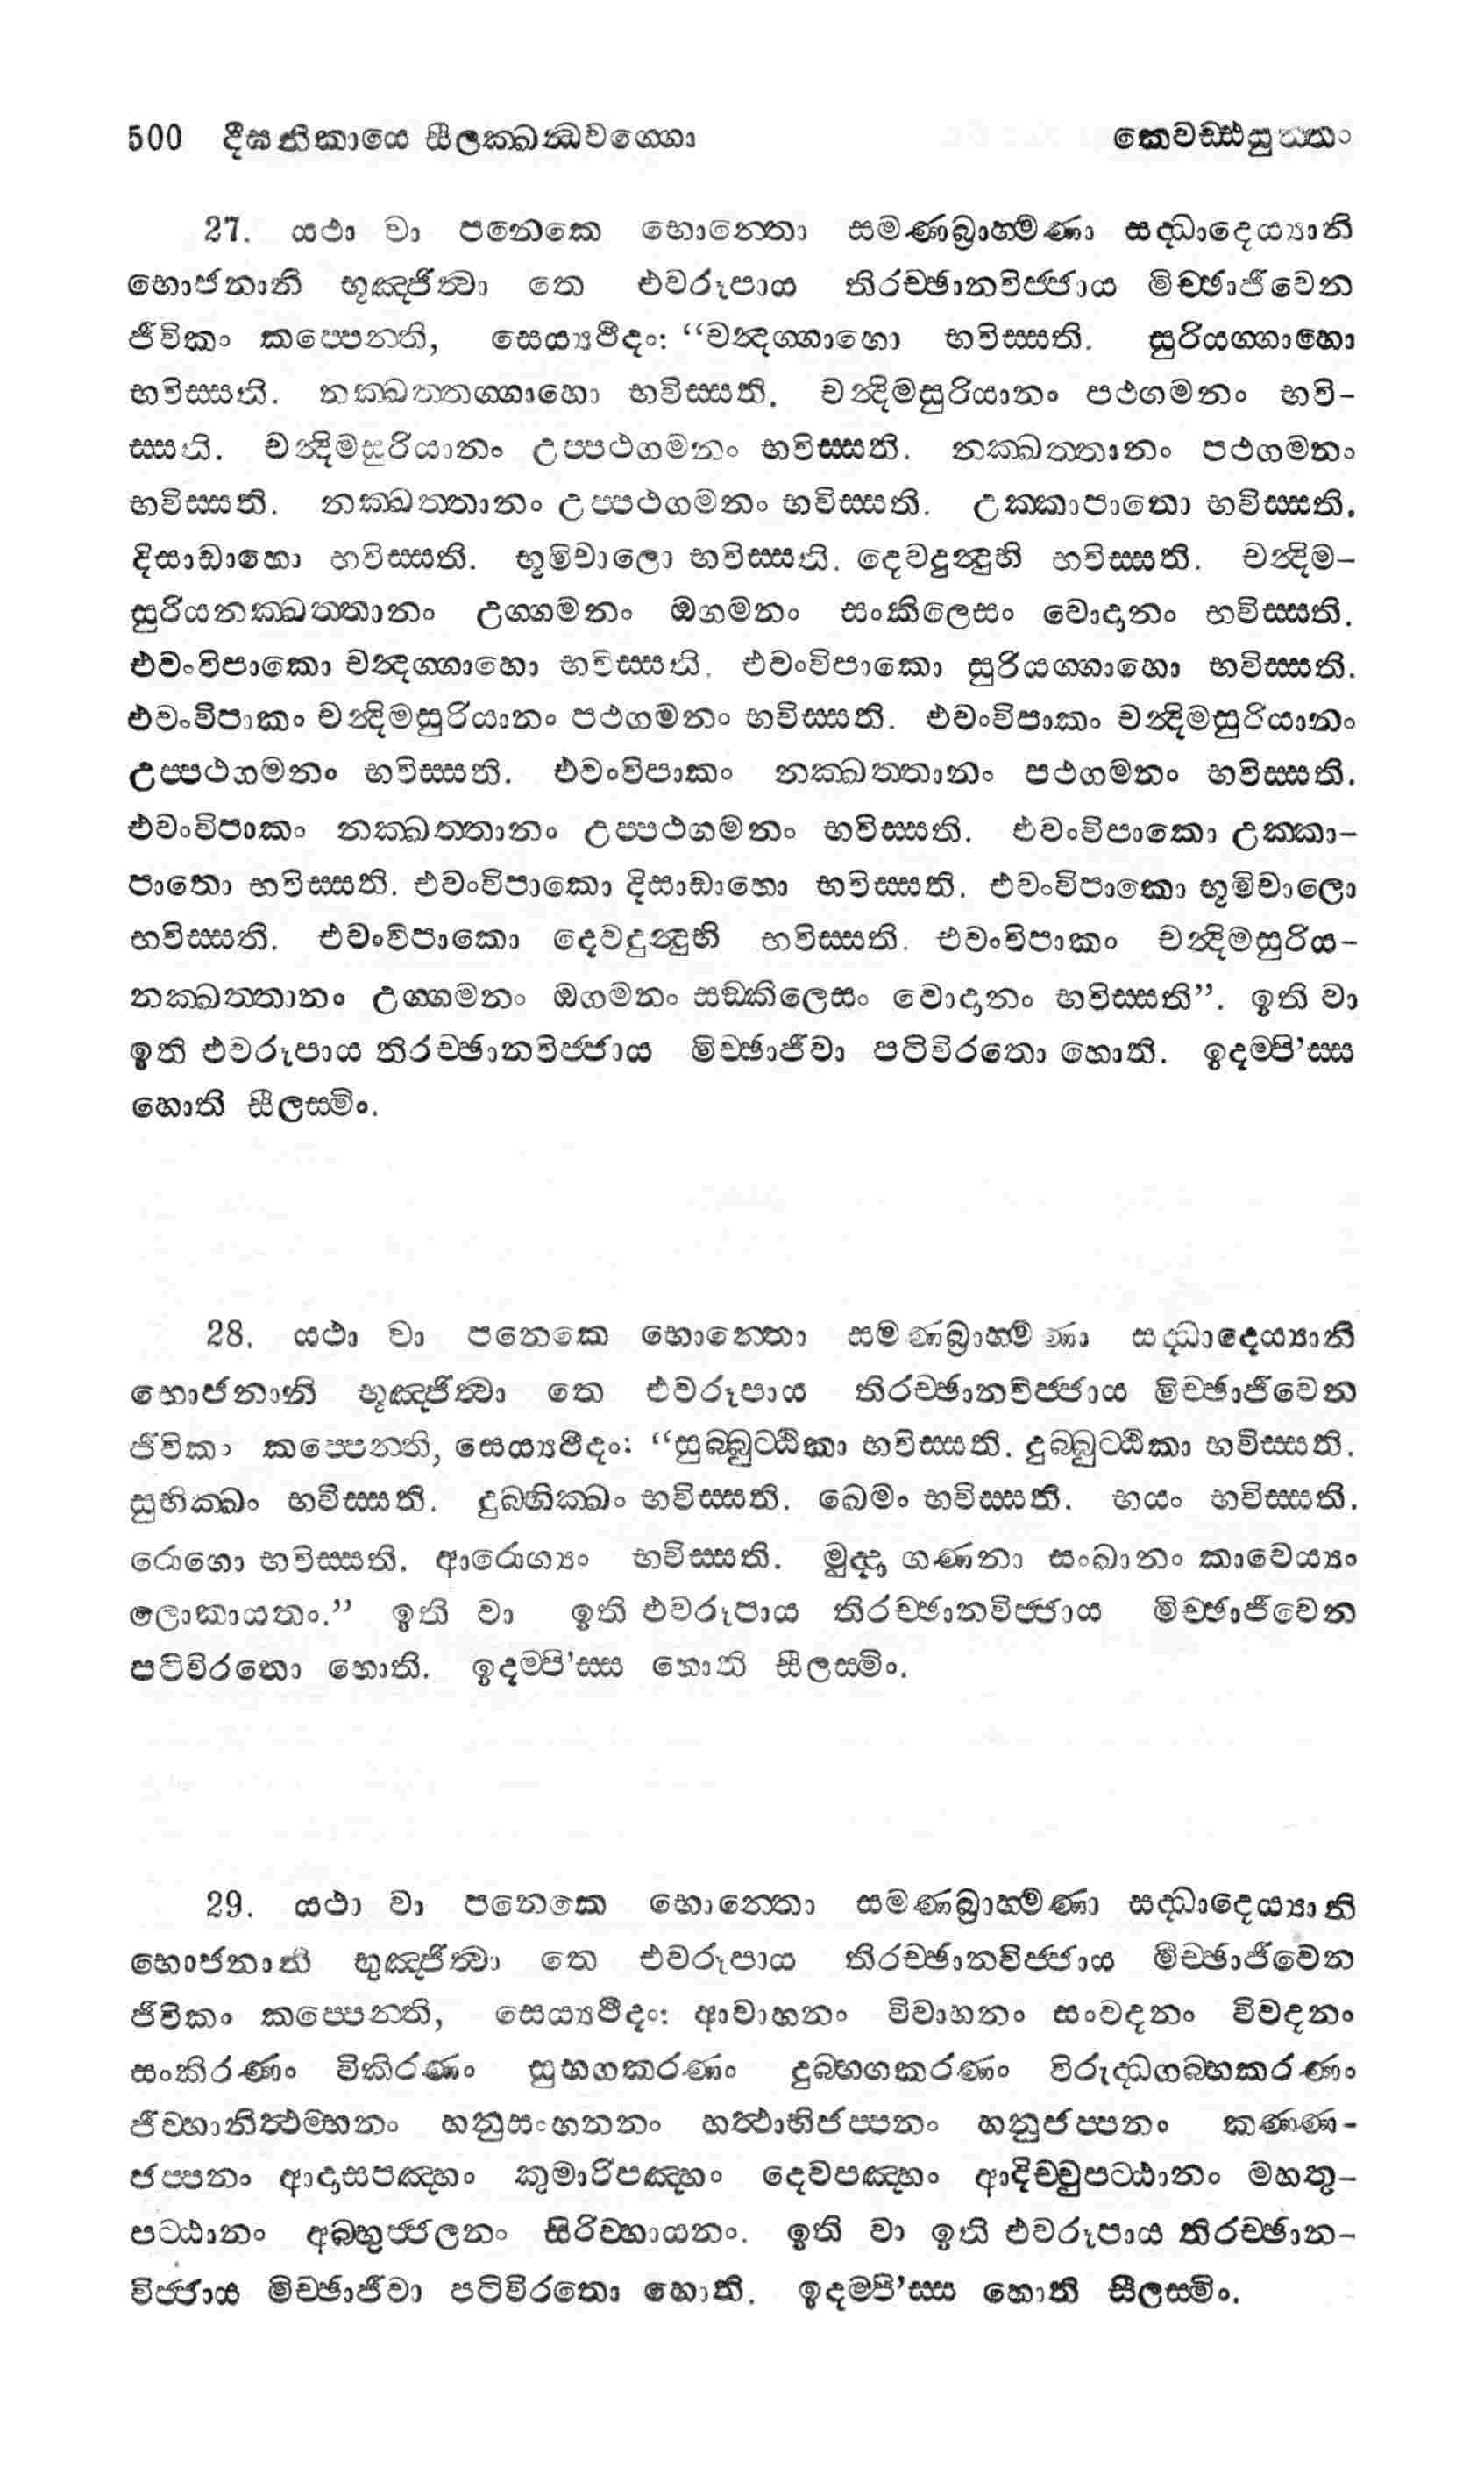 500 දීඝනිකායෙ සීලක්ඛන්ධවග්ගො කෙවඩ්ඪසුත්තං
27. යථා වා පනෙකෙ භොන්තො සමණබ්‍රාහ්මණා සද්ධාදෙය්‍යානි
භොජනානි භුඤ්ජිත්වා තෙ එවරූපාය තිරච්ඡානවිජ්ජාය මිච්ඡාජීවෙන
ජීවිකං කප්පෙන්ති, සෙය්‍යථීදං: “චන්දග්ගාහො භවිස්සති. සුරියග්ගාහො
භවිස්සති. නක්ඛත්තග්ගාහො භවිස්සති. චන්දිමසුරියානං පථගමනං භවි-
ස්සති. චන්දිමසුරියානං උප්පථගමනං භවිස්සති. නක්ඛත්තානං පථගමනං
භවිස්සති. නක්ඛත්තානං උප්පථගමනං භවිස්සති. උක්කාපාතො භවිස්සති.
දිසාඩාහො භවිස්සති. භූමිචාලො භවිස්සති. දෙවදුන්දුභි භවිස්සති. චන්දිම-
සුරියනක්ඛත්තානං උග්ගමනං ඔගමනං සංකිලෙසං වොදානං භවිස්සති.
එවංවිපාකො චන්දග්ගාහො භවිස්සති. එවංවිපාකො සුරියග්ගාහො භවිස්සති.
එවංවිපාකං චන්දිමසුරියානං පථගමනං භවිස්සති. එවංවිපාකං චන්දිමසුරියානං
උප්පථගමනං භවිස්සති. එවංවිපාකං නක්ඛත්තානං පථගමනං භවිස්සති.
එවංවිපාකං නක්ඛත්තානං උප්පථගමනං භවිස්සති. එවංවිපාකො උක්කා-
පාතො භවිස්සති. එවංවිපාකො දිසාඩාහො භවිස්සති. එවංවිපාකො භූමිචාලො
භවිස්සති. එවංවිපාකො දෙවදුන්දුභි භවිස්සති. එවංවිපාකං චන්දිමසුරිය-
නක්ඛත්තානං උග්ගමනං ඔගමනං සඞ්කිලෙසං වොදානං භවිස්සති”. ඉති වා
ඉති එවරූපාය තිරච්ඡානවිජ්ජාය මිච්ඡාජීවා පටිවිරතො හොති. ඉදම්පි’ස්ස
හොති සීලස්මිං.
28. යථා වා පනෙකෙ භොන්තො සමණබ්‍රාහ්මණා සද්ධාදෙය්‍යානි
භොජනානි භුඤ්ජිත්වා තෙ එවරූපාය තිරච්ඡානවිජ්ජාය මිච්ඡාජීවෙන
ජීවිකං කප්පෙන්ති, සෙය්‍යථීදං: “සුබ්බුට්ඨිකා භවිස්සති. දුබ්බුට්ඨිකා භවිස්සති.
සුභික්ඛං භවිස්සති. දුබ්භික්ඛං භවිස්සති. ඛෙමං භවිස්සති. භයං භවිස්සති.
රොගො භවිස්සති. ආරොග්‍යං භවිස්සති. මුද්දා ගණනා සංඛානං කාවෙය්‍යං
ලොකායතං.” ඉති වා ඉති එවරූපාය තිරච්ඡානවිජ්ජාය මිච්ඡාජීවෙන
පටිවිරතො හොති. ඉදම්පි’ස්ස හොති සීලස්මිං.
29. යථා වා පනෙකෙ භොන්තො සමණබ්‍රාහ්මණා සද්ධාදෙය්‍යානි
භොජනානි භුඤ්ජිත්වා තෙ එවරූපාය තිරච්ඡානවිජ්ජාය මිච්ඡාජීවෙන
ජීවිකං කප්පෙන්ති, සෙය්‍යථීදං: ආවාහනං විවාහනං සංවදනං විවදනං
සංකිරණං විකිරණං සුභගකරණං දුබ්භගකරණං විරුද්ධගබ්භකරණං
ජිව්හානිත්ථම්භනං හනුසංහනනං හත්ථාභිජප්පනං හනුජප්පනං කණ්ණ-
ජප්පනං ආදාසපඤ්හං කුමාරිපඤ්හං දෙවපඤ්හං ආදිච්චුපට්ඨානං මහතු-
පට්ඨානං අබ්භුජ්ජලනං සිරිව්හායනං. ඉති වා ඉති එවරූපාය තිරච්ඡාන-
විජ්ජාය මිච්ඡාජීවා පටිවිරතො හොති. ඉදම්පි’ස්ස හොති සීලස්මිං.